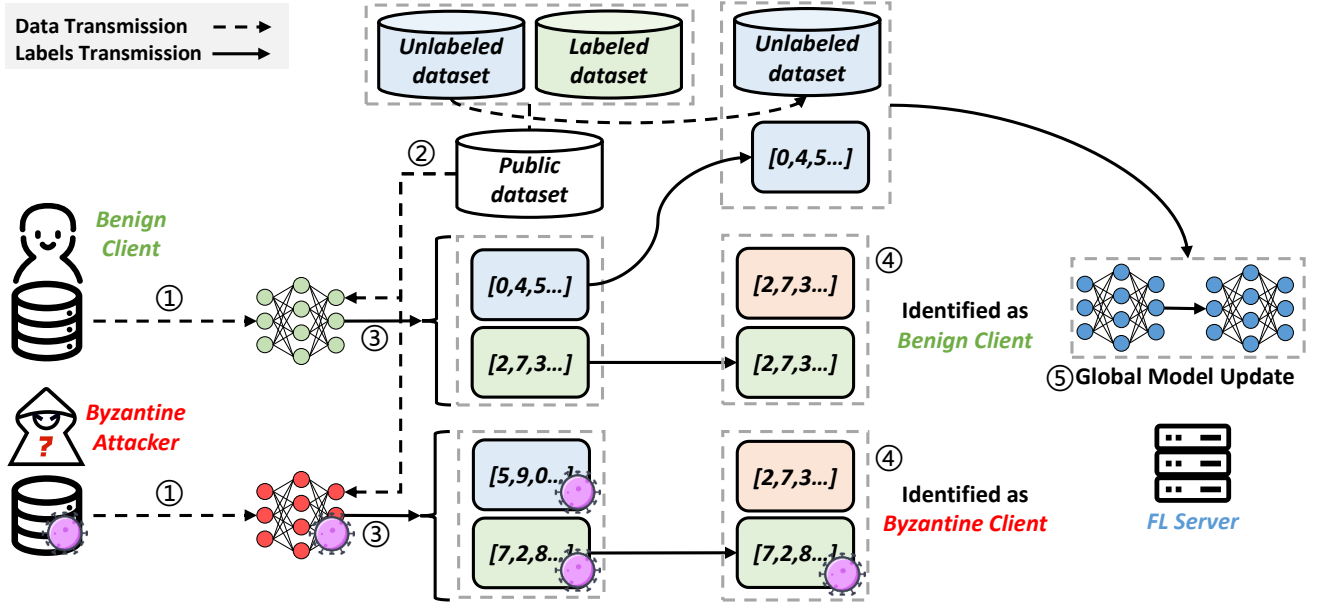 Data Transmission
Labels Transmission
Unlabeled
dataset
Labeled
dataset
Unlabeled
dataset
[0,4,5...]
②
Public
dataset
Benign
Client
①
③
[0,4,5...]
[2,7,3...]
[2,7,3...]
[2,7,3...]
④
Identified as
Benign Client
⑤ Global Model Update
Byzantine
Attacker
?
①
③
[5,9,0...]
[7,2,8...]
[2,7,3...]
[7,2,8...]
④
Identified as
Byzantine Client
FL Server